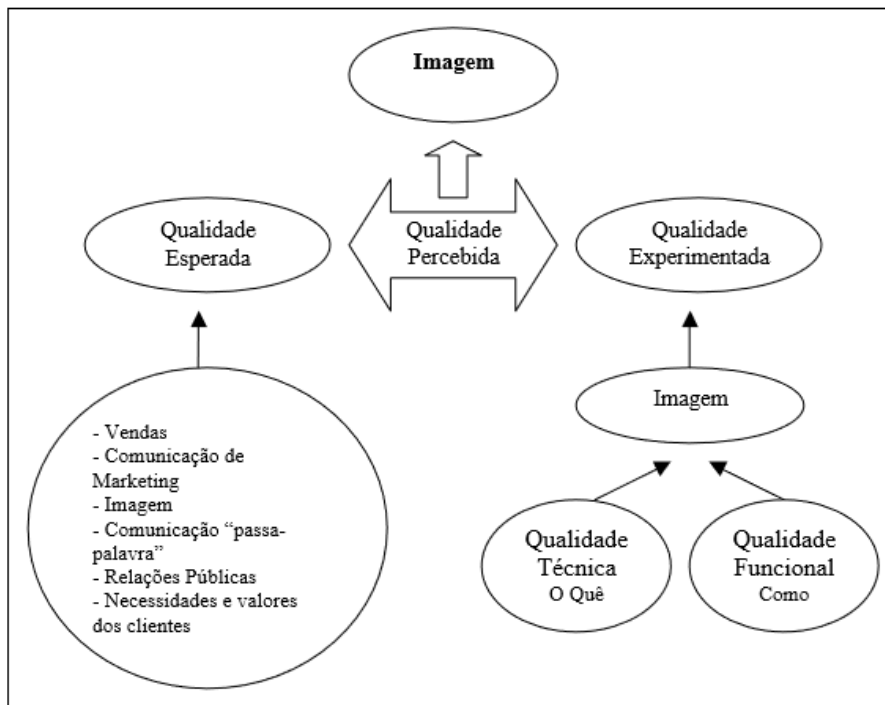 Imagem
Qualidade
Esperada
Qualidade
Percebida
Qualidade
Experimentada
- Vendas
- Comunicação de
Marketing
- Imagem
- Comunicação “passa-
palavra”
- Relações Públicas
- Necessidades e valores
dos clientes
Imagem
Qualidade
Técnica
O Quê
Qualidade
Funcional
Como